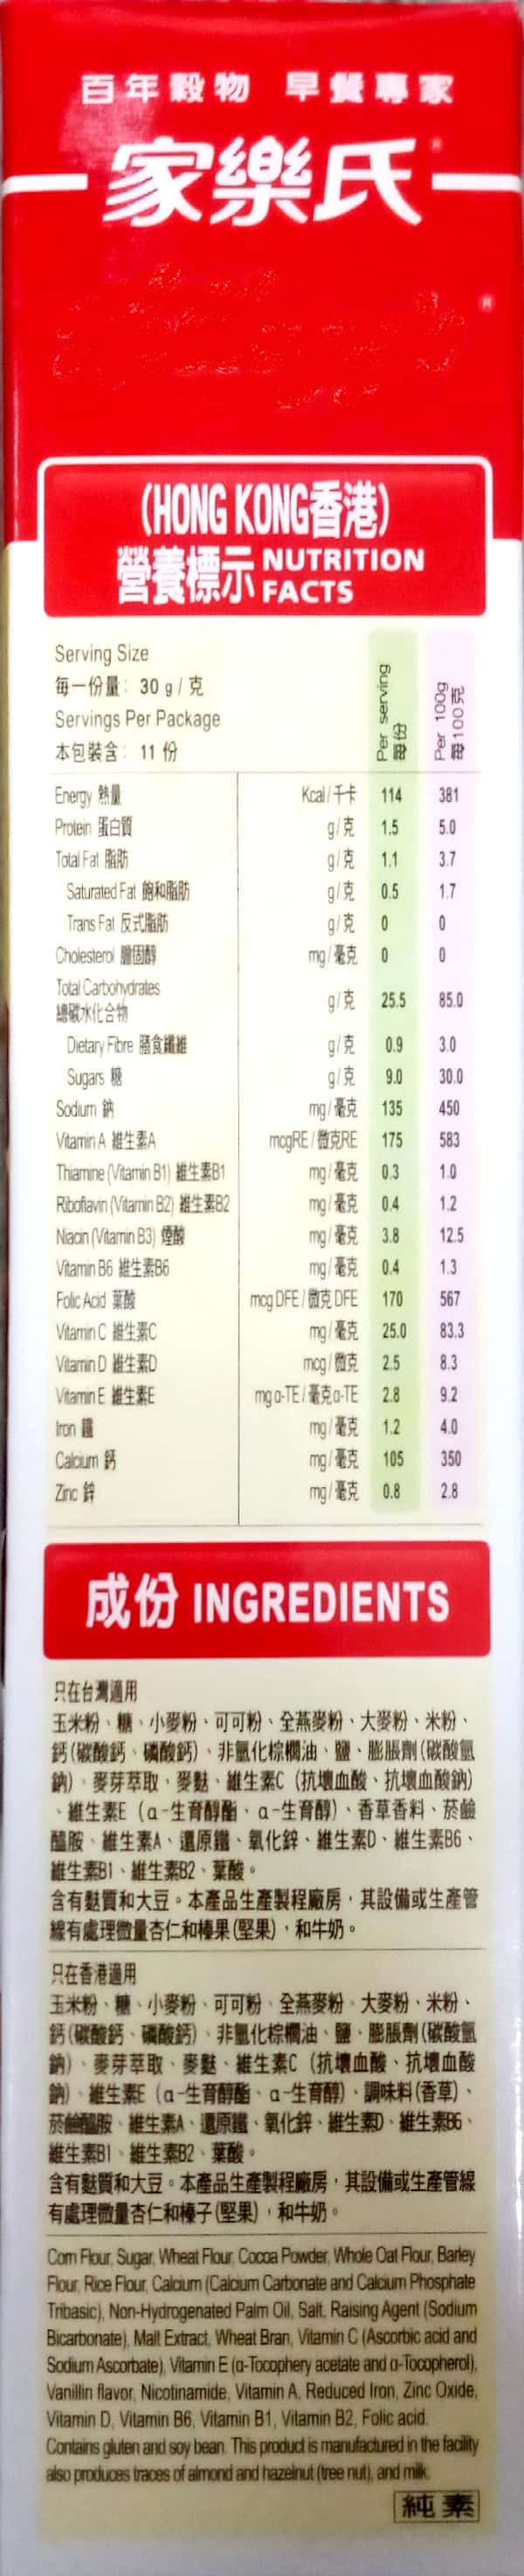 百年穀物 早餐專家
家樂氏®
®
(HONG KONG香港)
營養標示 NUTRITION FACTS
Serving Size
每一份量: 30 g / 克
Servings Per Package
本包裝含: 11 份
Per serving 每份
Per 100g 每100克
Energy 熱量 Kcal / 千卡 114 381
Protein 蛋白質 g / 克 1.5 5.0
Total Fat 脂肪 g / 克 1.1 3.7
Saturated Fat 飽和脂肪 g / 克 0.5 1.7
Trans Fat 反式脂肪 g / 克 0 0
Cholesterol 膽固醇 mg / 毫克 0 0
Total Carbohydrates
總碳水化合物 g / 克 25.5 85.0
Dietary Fibre 膳食纖維 g / 克 0.9 3.0
Sugars 糖 g / 克 9.0 30.0
Sodium 鈉 mg / 毫克 135 450
Vitamin A 維生素A mcgRE / 微克RE 175 583
Thiamine (Vitamin B1) 維生素B1 mg / 毫克 0.3 1.0
Riboflavin (Vitamin B2) 維生素B2 mg / 毫克 0.4 1.2
Niacin (Vitamin B3) 煙酸 mg / 毫克 3.8 12.5
Vitamin B6 維生素B6 mg / 毫克 0.4 1.3
Folic Acid 葉酸 mcg DFE / 微克 DFE 170 567
Vitamin C 維生素C mg / 毫克 25.0 83.3
Vitamin D 維生素D mcg / 微克 2.5 8.3
Vitamin E 維生素E mg α-TE / 毫克α-TE 2.8 9.2
Iron 鐵 mg / 毫克 1.2 4.0
Calcium 鈣 mg / 毫克 105 350
Zinc 鋅 mg / 毫克 0.8 2.8
成份 INGREDIENTS
只在台灣適用
玉米粉、糖、小麥粉、可可粉、全燕麥粉、大麥粉、米粉、
鈣(碳酸鈣、磷酸鈣)、非氫化棕櫚油、鹽、膨脹劑(碳酸氫
鈉)、麥芽萃取、麥麩、維生素C (抗壞血酸、抗壞血酸鈉)
、維生素E (α-生育醇酯、α-生育醇)、香草香料、菸鹼
醯胺、維生素A、還原鐵、氧化鋅、維生素D、維生素B6、
維生素B1、維生素B2、葉酸。
含有麩質和大豆。本產品生產製程廠房，其設備或生產管
線有處理微量杏仁和榛果(堅果)，和牛奶。
只在香港適用
玉米粉、糖、小麥粉、可可粉、全燕麥粉、大麥粉、米粉、
鈣(碳酸鈣、磷酸鈣)、非氫化棕櫚油、鹽、膨脹劑(碳酸氫
鈉)、麥芽萃取、麥麩、維生素C (抗壞血酸、抗壞血酸
鈉)、維生素E (α-生育醇酯、α-生育醇)、調味料(香草)、
菸鹼醯胺、維生素A、還原鐵、氧化鋅、維生素D、維生素B6、
維生素B1、維生素B2、葉酸。
含有麩質和大豆。本產品生產製程廠房，其設備或生產管線
有處理微量杏仁和榛子(堅果)，和牛奶。
Corn Flour, Sugar, Wheat Flour, Cocoa Powder, Whole Oat Flour, Barley
Flour, Rice Flour, Calcium (Calcium Carbonate and Calcium Phosphate
Tribasic), Non-Hydrogenated Palm Oil, Salt, Raising Agent (Sodium
Bicarbonate), Malt Extract, Wheat Bran, Vitamin C (Ascorbic acid and
Sodium Ascorbate), Vitamin E (α-Tocophery acetate and α-Tocopherol),
Vanillin flavor, Nicotinamide, Vitamin A, Reduced Iron, Zinc Oxide,
Vitamin D, Vitamin B6, Vitamin B1, Vitamin B2, Folic acid.
Contains gluten and soy bean. This product is manufactured in the facility
also produces traces of almond and hazelnut (tree nut), and milk.
純素